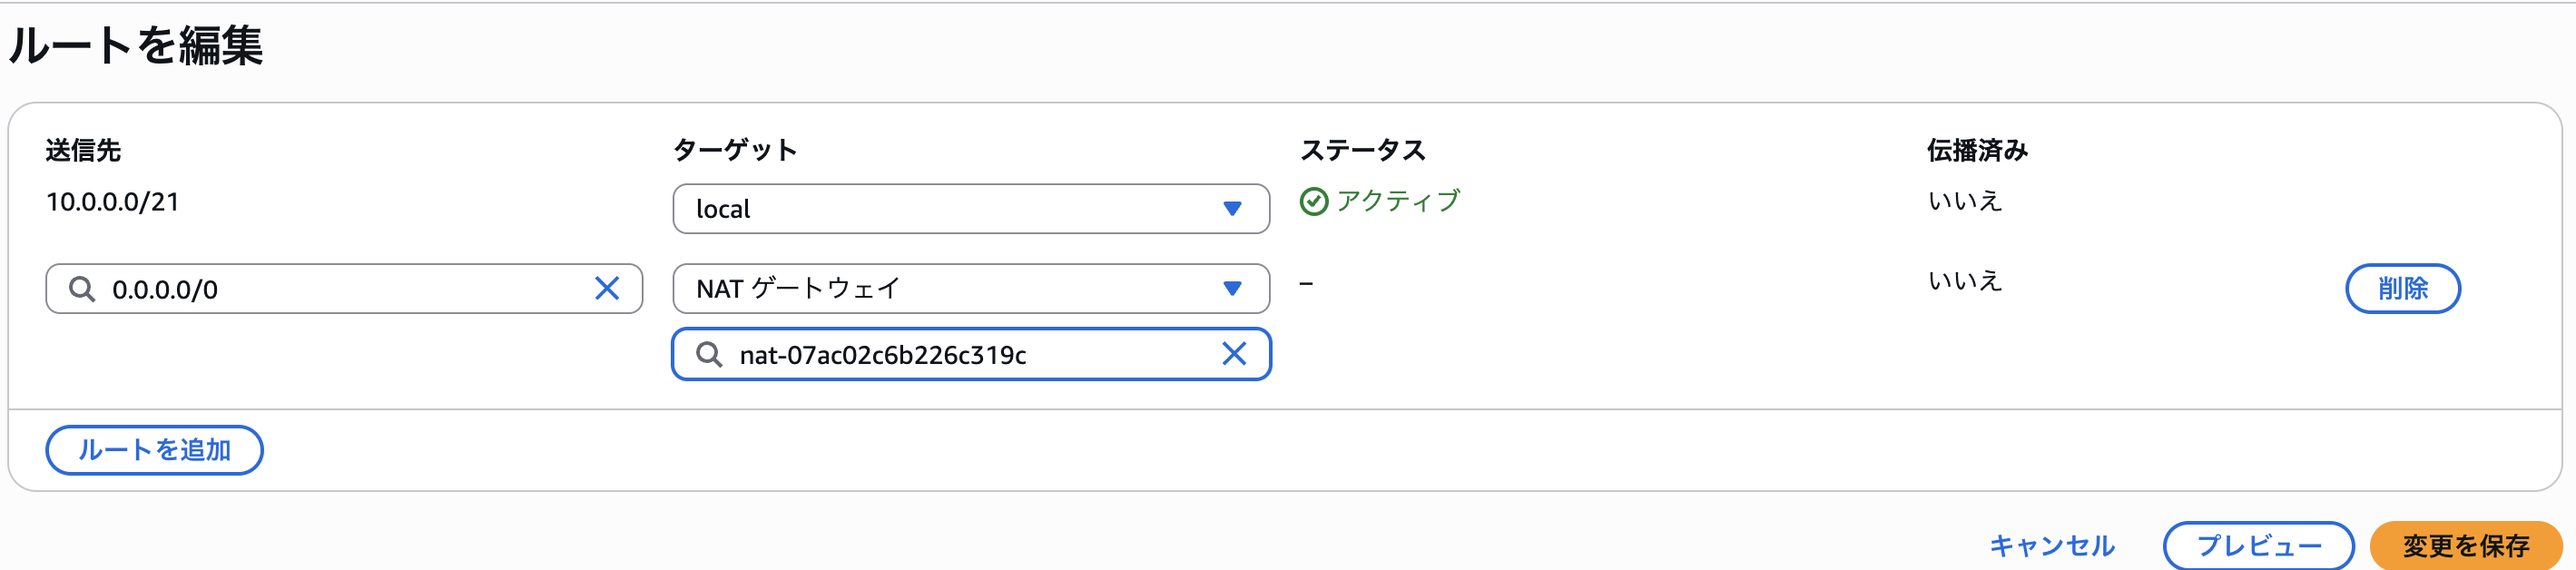 ルートを編集
送信先 ターゲット ステータス 伝播済み
10.0.0.0/21 local アクティブ いいえ
0.0.0.0/0 NAT ゲートウェイ – いいえ 削除
nat-07ac02c6b226c319c
ルートを追加
キャンセル プレビュー 変更を保存